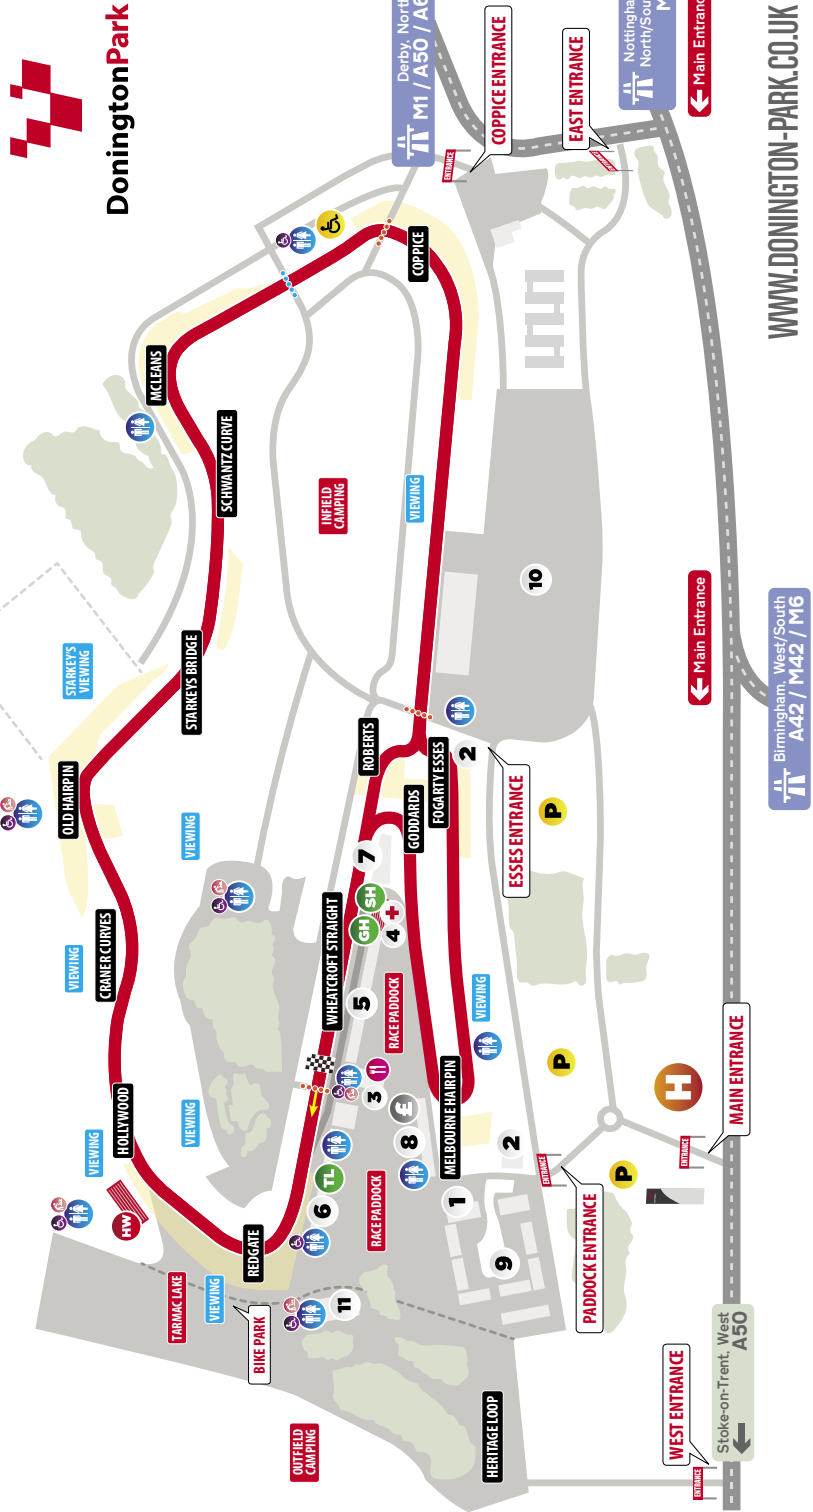 DoningtonPark
WWW.DONINGTON-PARK.CO.UK
Derby, Nort
M1 / A50 / A
COPPICE ENTRANCE
EAST ENTRANCE
Nottingha
North/Sou
M
Main Entranc
ENTRANCE
ENTRANCE
COPPICE
MCLEANS
SCHWANTZ CURVE
INFIELD
CAMPING
VIEWING
10
STARKEY'S
VIEWING
STARKEYS BRIDGE
Main Entrance
Birmingham, West/South
A42 / M42 / M6
OLD HAIRPIN
VIEWING
ROBERTS
GODDARDS
FOGARTY ESSES
2
ESSES ENTRANCE
P
7
SH
GH
4
WHEATCROFT STRAIGHT
5
RACE PADDOCK
VIEWING
CRANER CURVES
VIEWING
HOLLYWOOD
VIEWING
VIEWING
3
£
8
MELBOURNE HAIRPIN
2
P
H
MAIN ENTRANCE
ENTRANCE
ENTRANCE
P
PADDOCK ENTRANCE
TL
6
RACE PADDOCK
1
9
HW
REDGATE
TARMAC LAKE
VIEWING
BIKE PARK
11
OUTFIELD
CAMPING
HERITAGE LOOP
WEST ENTRANCE
ENTRANCE
Stoke-on-Trent, West
A50